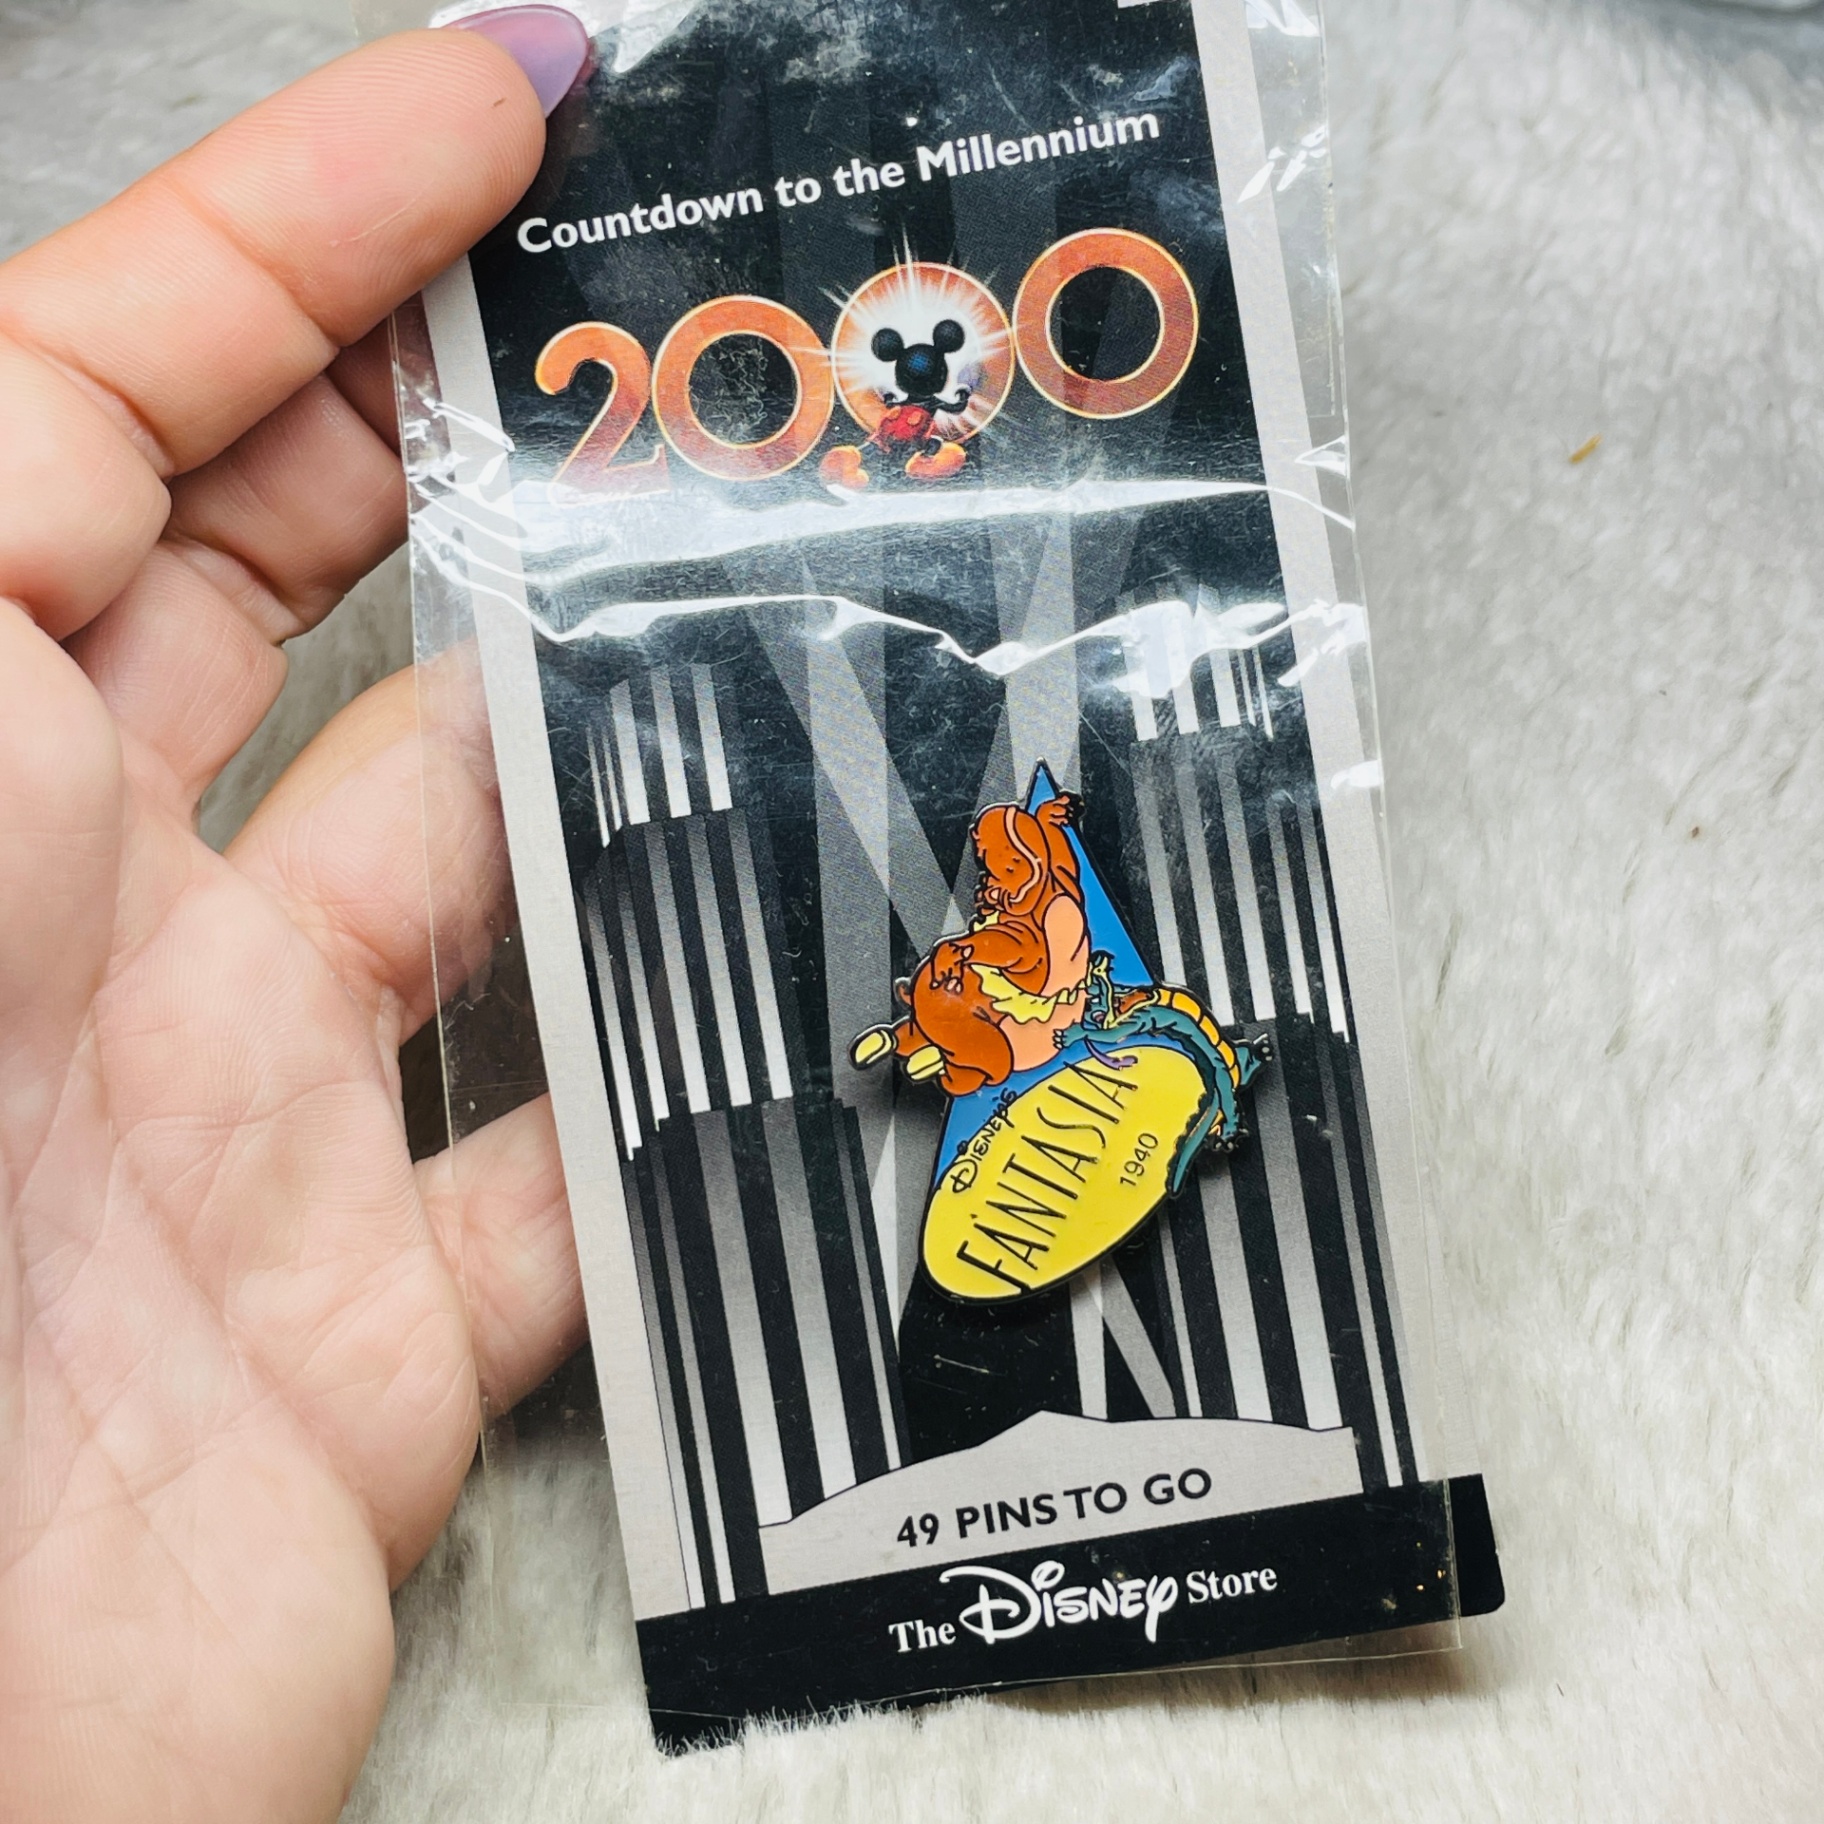 Countdown to the Millennium
2000
DISNEY'S
FANTASIA
1940
49 PINS TO GO
The DISNEY Store